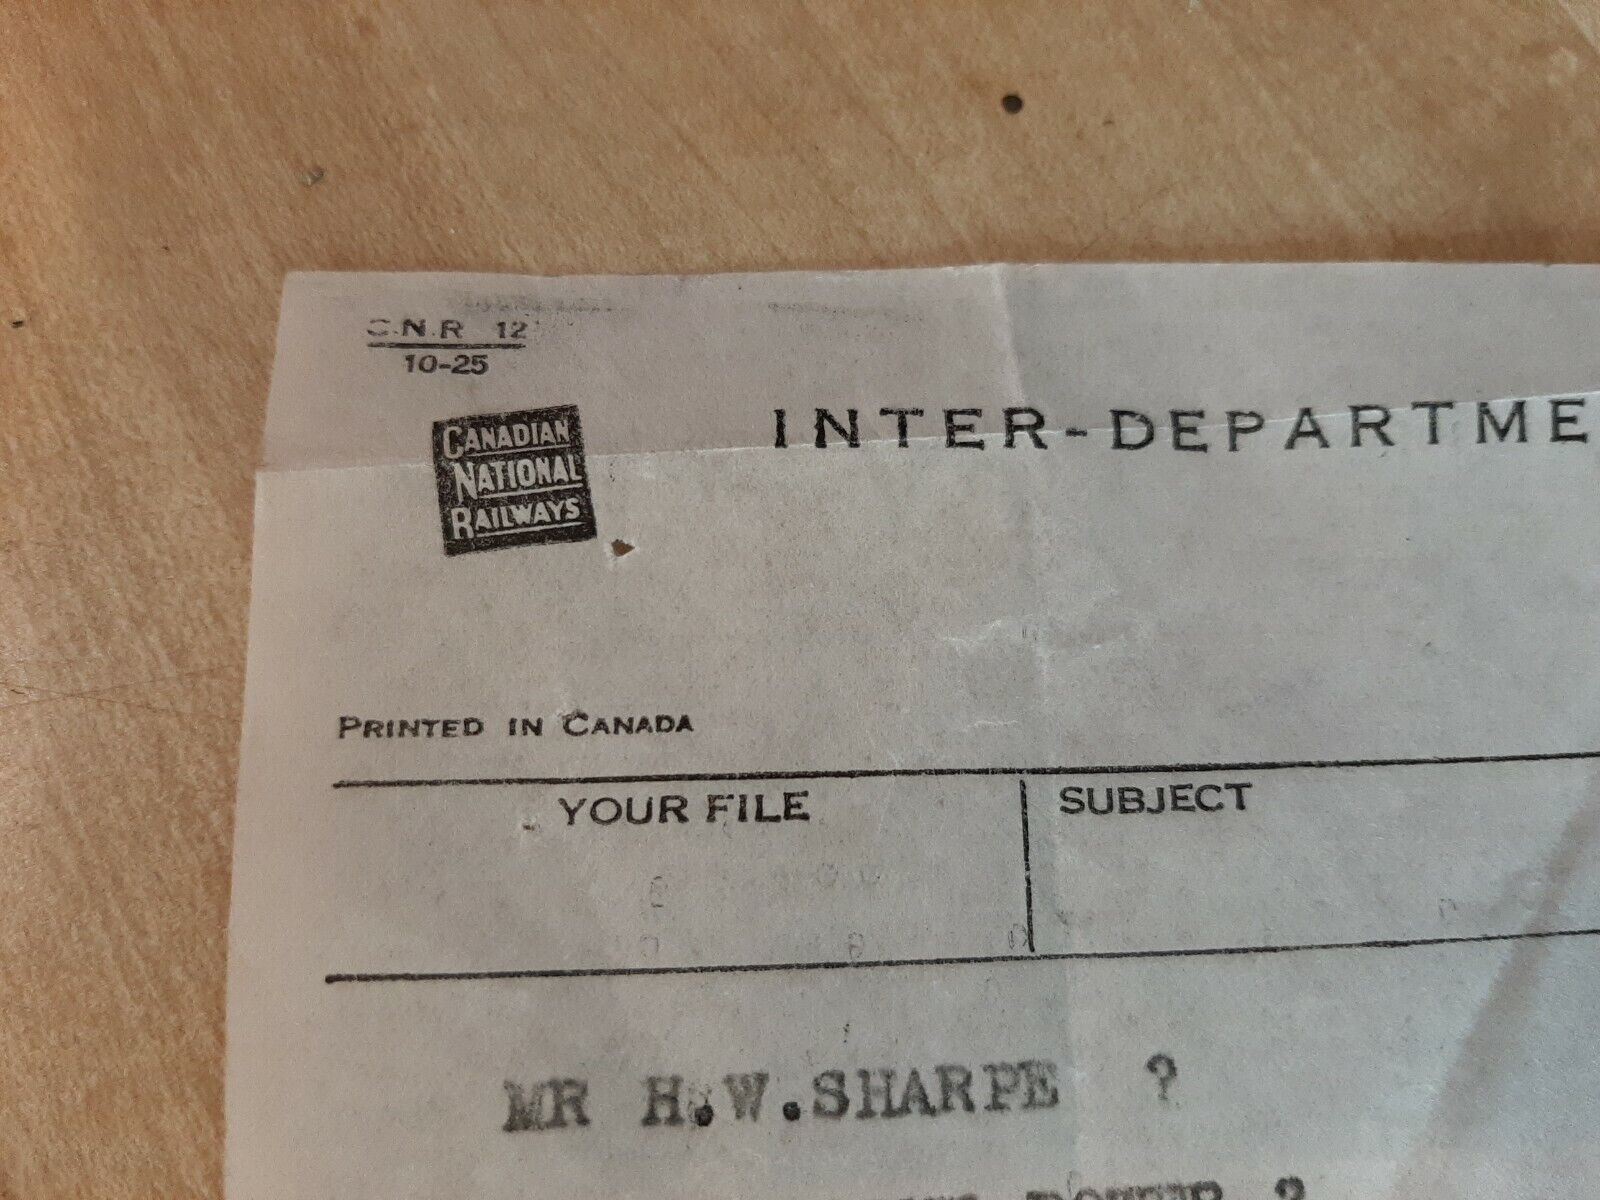 C.N.R 12
10-25
CANADIAN
NATIONAL
RAILWAYS
INTER-DEPARTME
PRINTED IN CANADA
YOUR FILE
SUBJECT
MR H.W.SHARPE ?
?